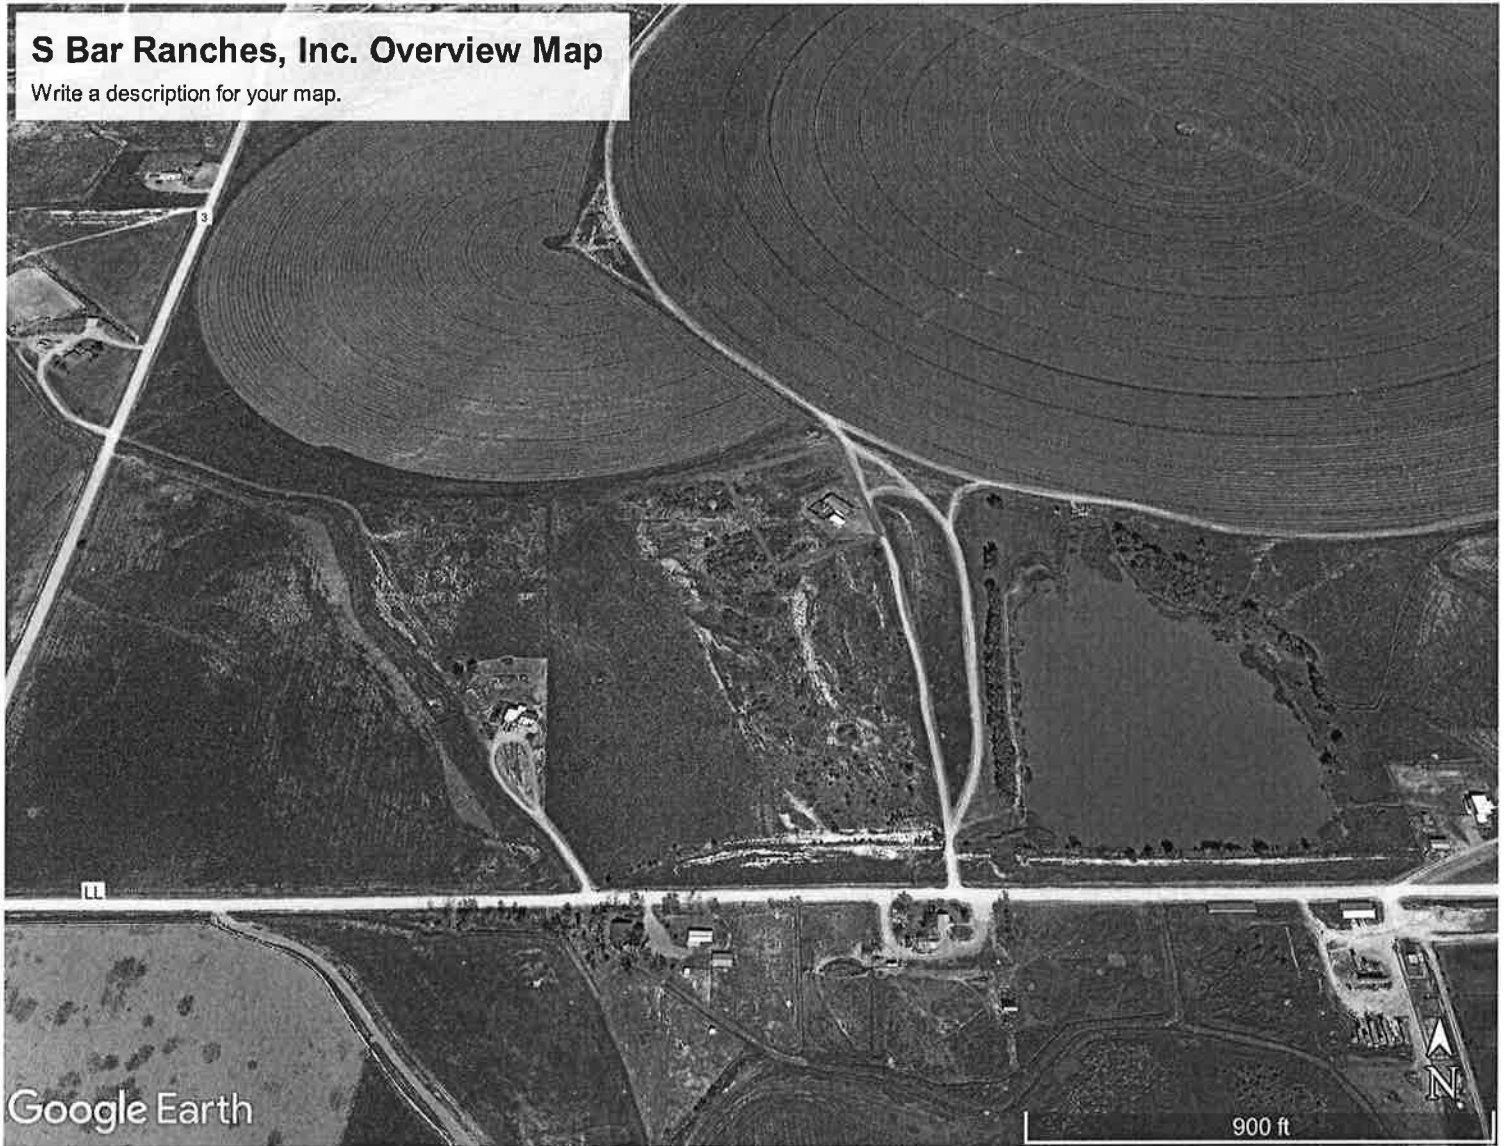 S Bar Ranches, Inc. Overview Map
Write a description for your map.
3
LL
Google Earth
N
900 ft